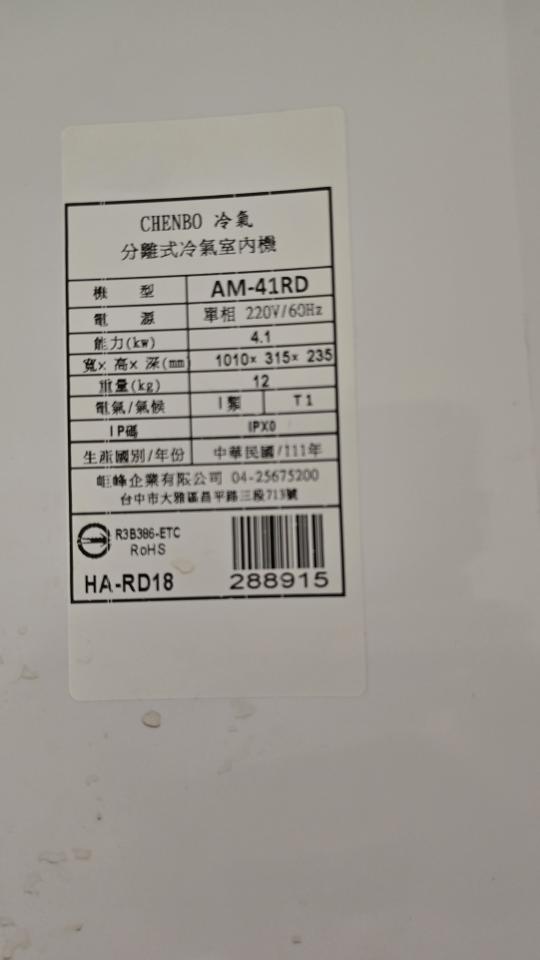 CHENBO 冷氣
分離式冷氣室內機
機 型 AM-41RD
電 源 單相 220V/60Hz
能力(kw) 4.1
寬× 高× 深(mm 1010× 315× 235
重量(kg) 12
電氣/氣候 I 類 T1
IP碼 IPX0
生產國別/年份 中華民國/111年
峰企業有限公司 04-25675200
台中市大雅區昌平路三段713號
R3B386-ETC
RoHS
HA-RD18 288915